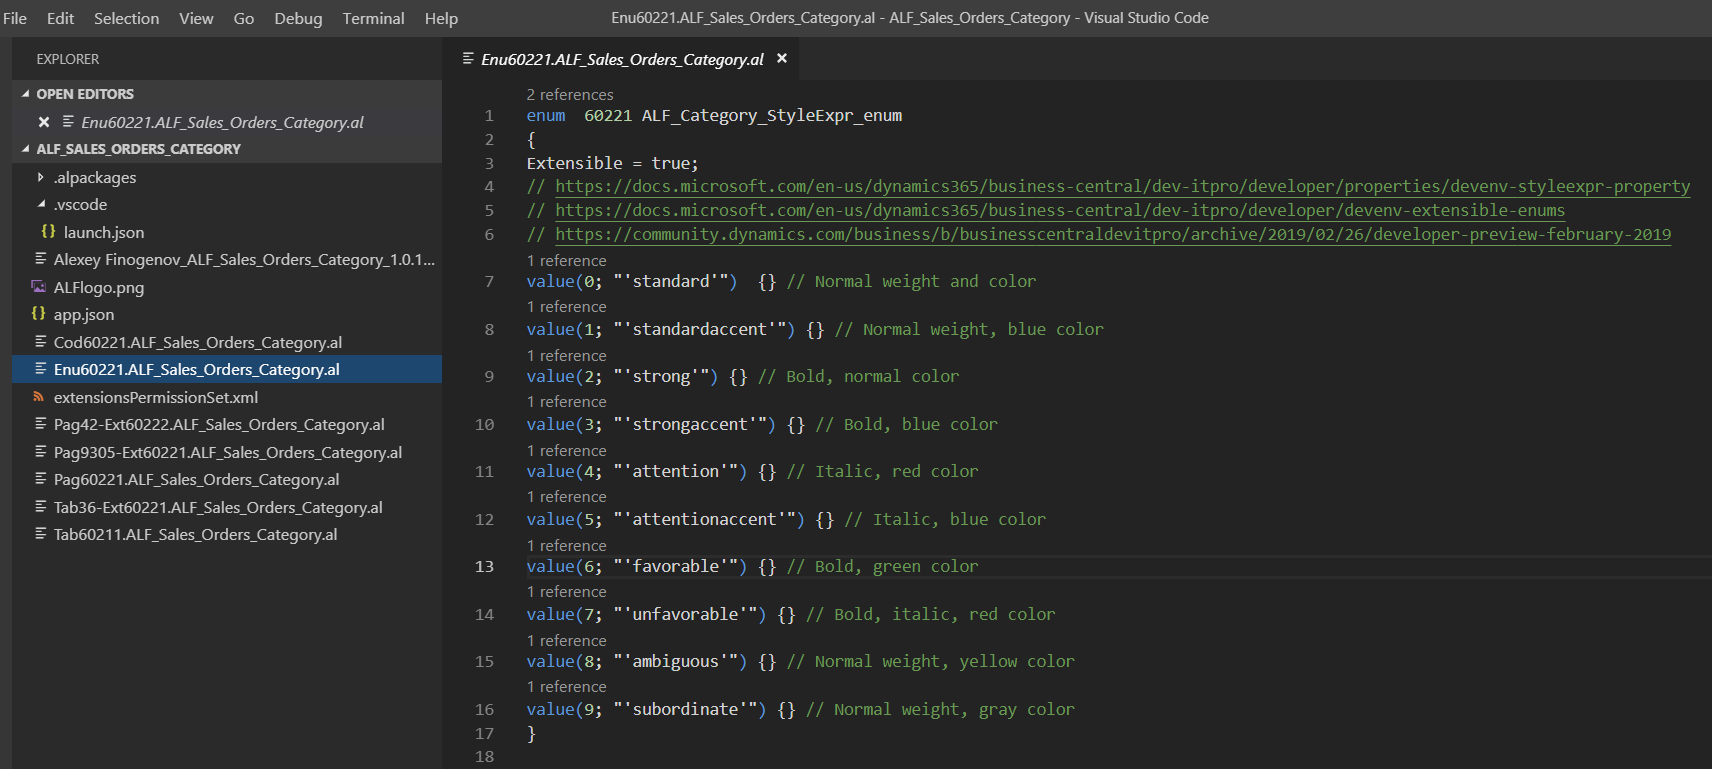 File Edit Selection View Go Debug Terminal Help Enu60221.ALF_Sales_Orders_Category.al - ALF_Sales_Orders_Category - Visual Studio Code
EXPLORER
OPEN EDITORS
Enu60221.ALF_Sales_Orders_Category.al
ALF_SALES_ORDERS_CATEGORY
.alpackages
.vscode
{} launch.json
Alexey Finogenov_ALF_Sales_Orders_Category_1.0.1...
ALFlogo.png
{} app.json
Cod60221.ALF_Sales_Orders_Category.al
Enu60221.ALF_Sales_Orders_Category.al
extensionsPermissionSet.xml
Pag42-Ext60222.ALF_Sales_Orders_Category.al
Pag9305-Ext60221.ALF_Sales_Orders_Category.al
Pag60221.ALF_Sales_Orders_Category.al
Tab36-Ext60221.ALF_Sales_Orders_Category.al
Tab60211.ALF_Sales_Orders_Category.al
Enu60221.ALF_Sales_Orders_Category.al
2 references
1 enum  60221 ALF_Category_StyleExpr_enum
2 {
3 Extensible = true;
4 // https://docs.microsoft.com/en-us/dynamics365/business-central/dev-itpro/developer/properties/devenv-styleexpr-property
5 // https://docs.microsoft.com/en-us/dynamics365/business-central/dev-itpro/developer/devenv-extensible-enums
6 // https://community.dynamics.com/business/b/businesscentraldevitpro/archive/2019/02/26/developer-preview-february-2019
1 reference
7 value(0; "'standard'")  {} // Normal weight and color
1 reference
8 value(1; "'standardaccent'") {} // Normal weight, blue color
1 reference
9 value(2; "'strong'") {} // Bold, normal color
1 reference
10 value(3; "'strongaccent'") {} // Bold, blue color
1 reference
11 value(4; "'attention'") {} // Italic, red color
1 reference
12 value(5; "'attentionaccent'") {} // Italic, blue color
1 reference
13 value(6; "'favorable'") {} // Bold, green color
1 reference
14 value(7; "'unfavorable'") {} // Bold, italic, red color
1 reference
15 value(8; "'ambiguous'") {} // Normal weight, yellow color
1 reference
16 value(9; "'subordinate'") {} // Normal weight, gray color
17 }
18